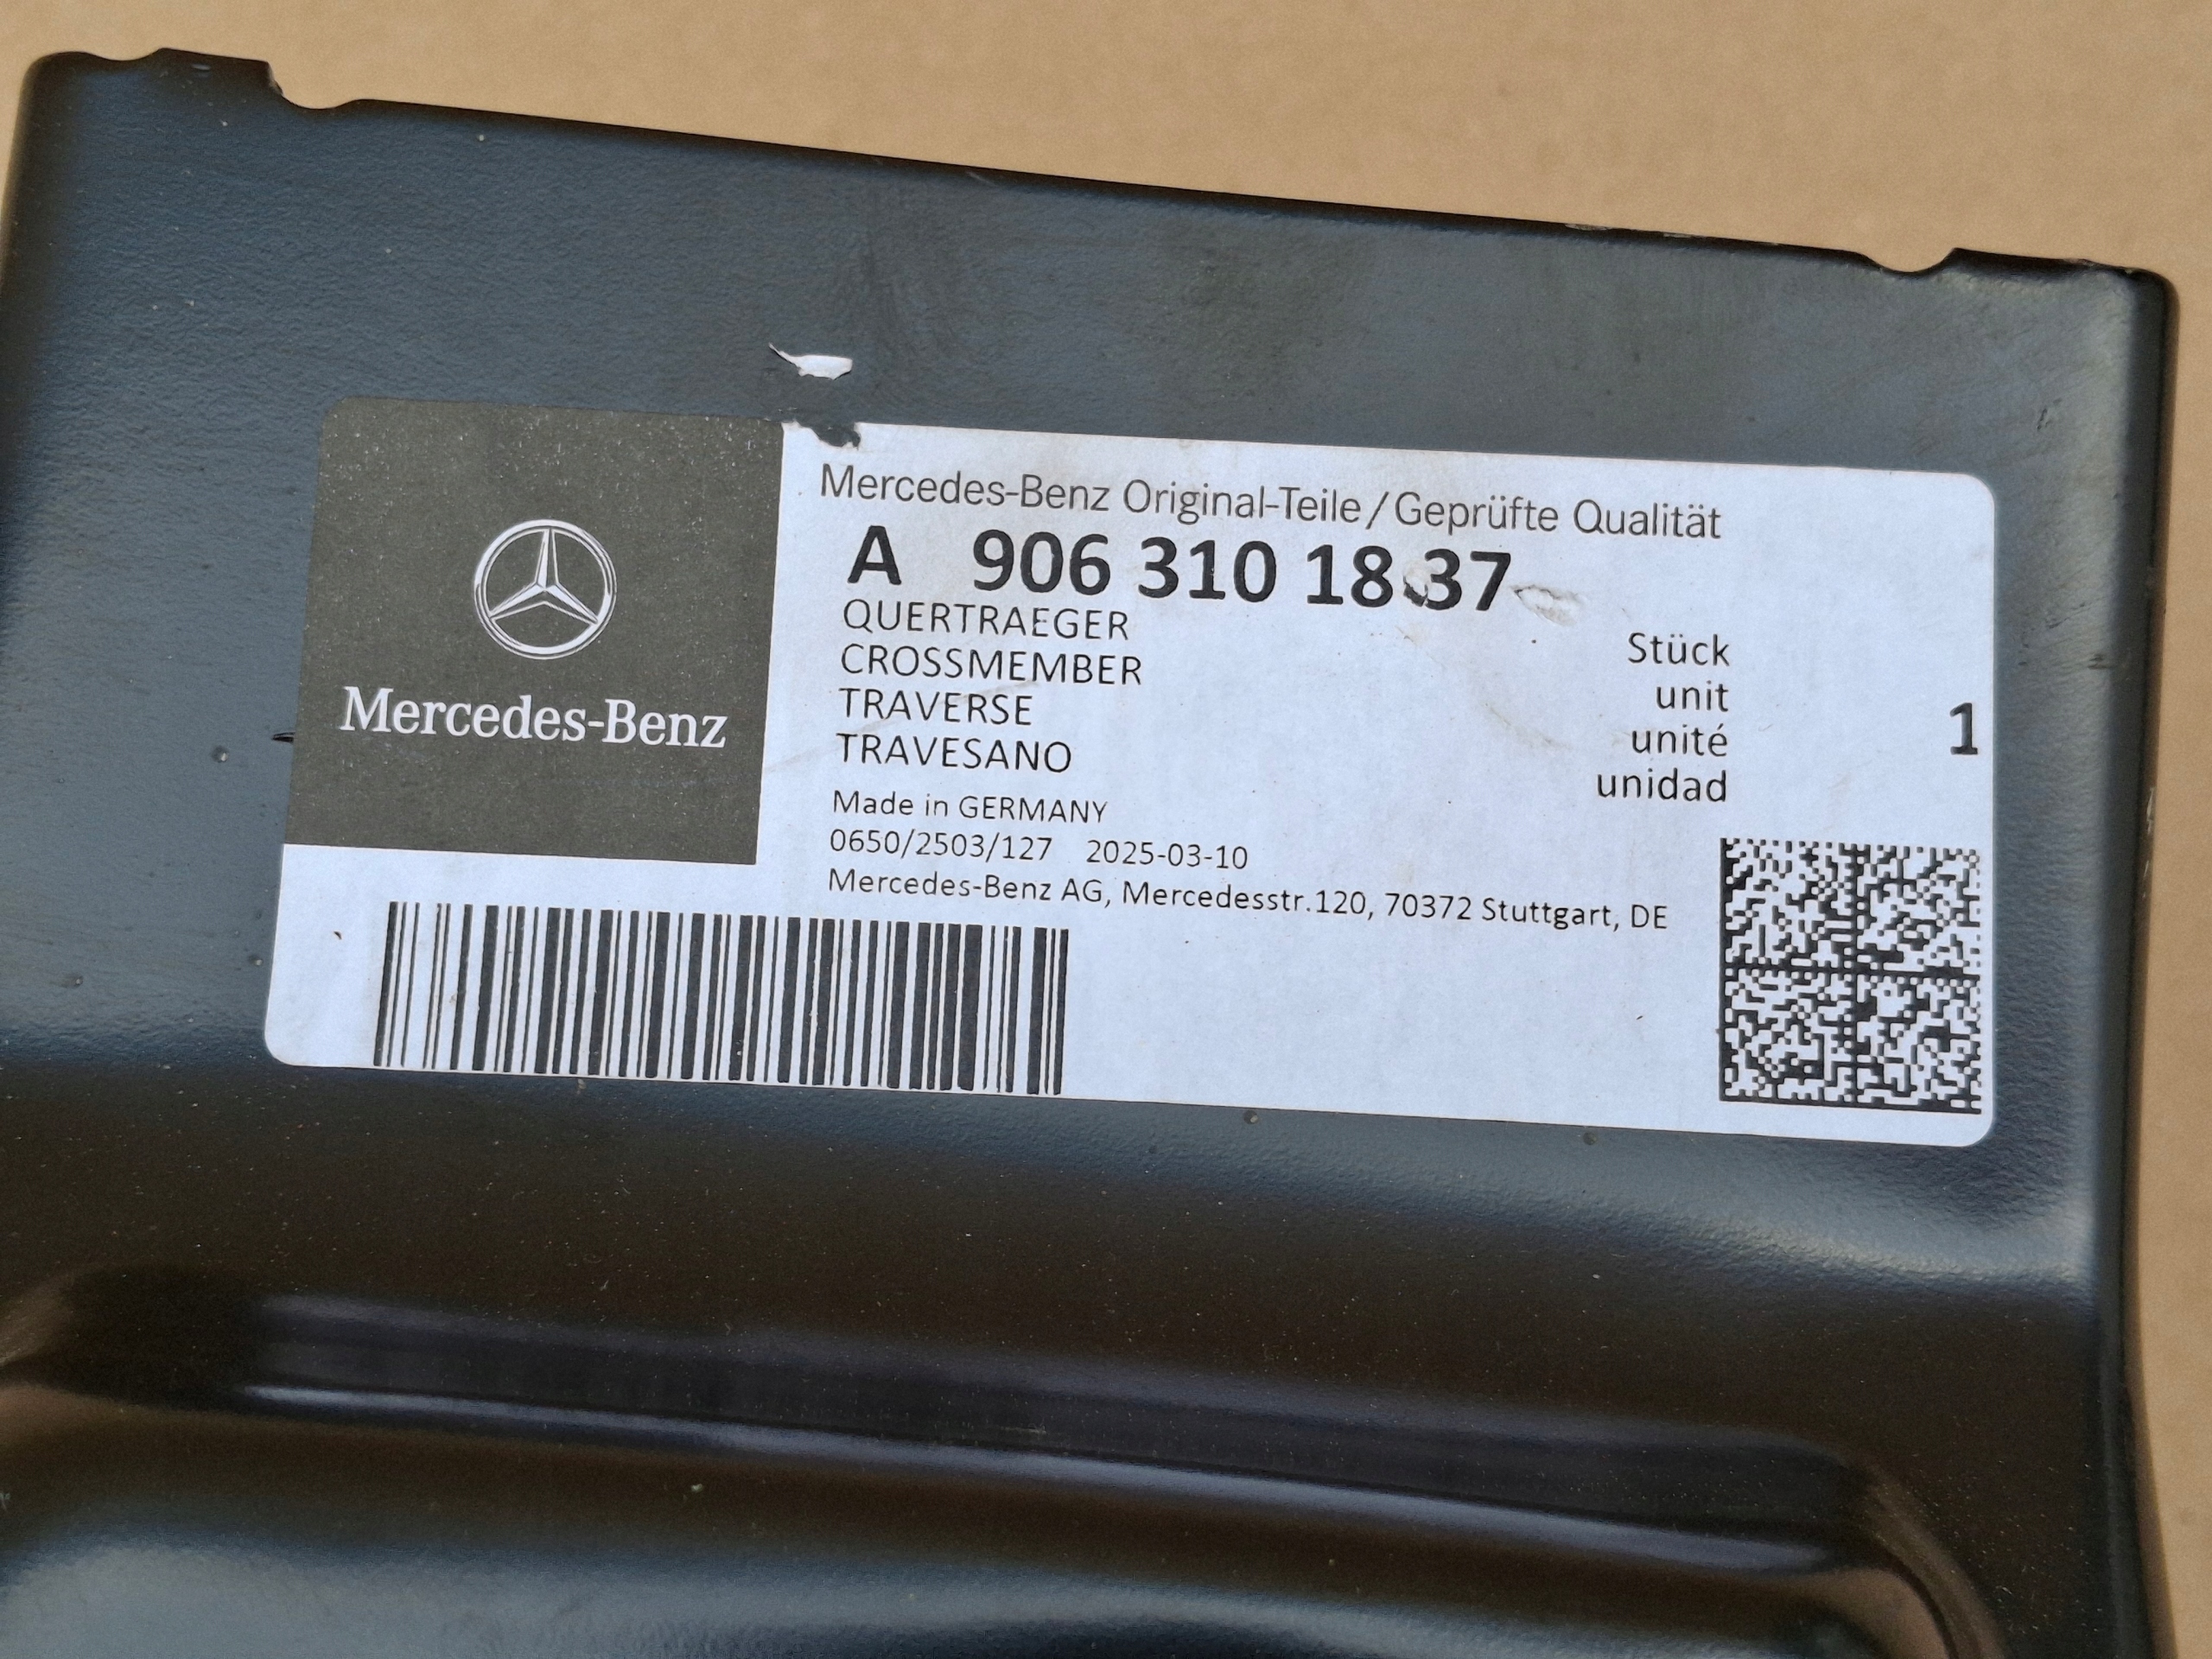 Mercedes-Benz
Mercedes-Benz Original-Teile/Geprüfte Qualität
A 906 310 18 37
QUERTRAEGER
CROSSMEMBER
TRAVERSE
TRAVESANO
Stück
unit
unité
unidad
1
Made in GERMANY
0650/2503/127 2025-03-10
Mercedes-Benz AG, Mercedesstr.120, 70372 Stuttgart, DE